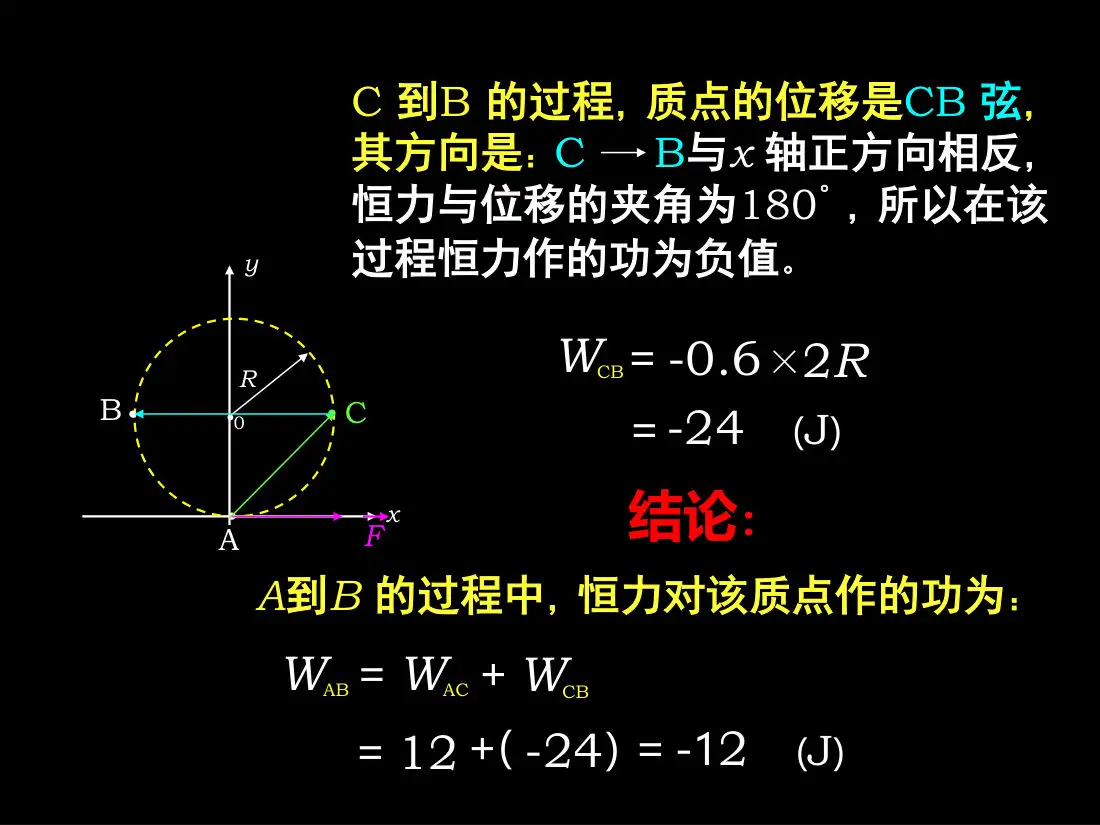 C 到B 的过程，质点的位移是CB 弦，
其方向是：C → B与x 轴正方向相反，
恒力与位移的夹角为180°，所以在该
过程恒力作的功为负值。
y
R
B
0
C
x
A
F
W_CB = -0.6 ×2R
= -24 (J)
结论：
A到B 的过程中，恒力对该质点作的功为：
W_AB = W_AC + W_CB
= 12 +( -24) = -12 (J)